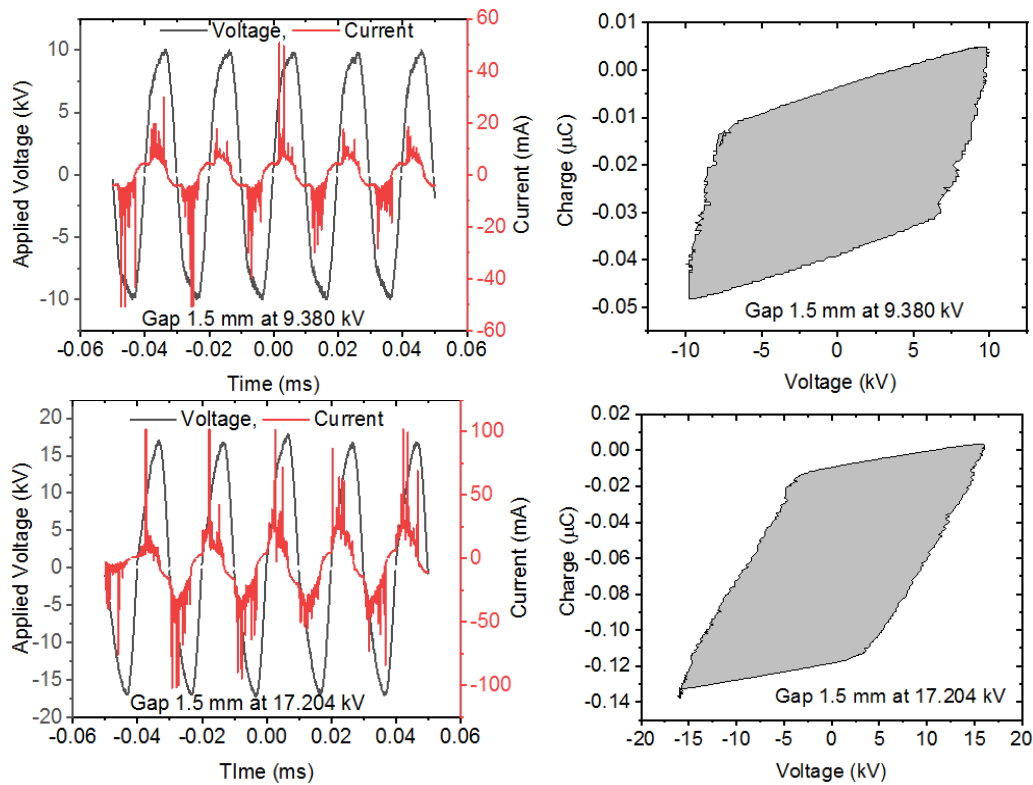 Voltage, Current
Applied Voltage (kV)
10
5
0
-5
-10
60
40
20
0
-20
-40
-60
Current (mA)
Gap 1.5 mm at 9.380 kV
-0.06 -0.04 -0.02 0.00 0.02 0.04 0.06
Time (ms)
Charge (µC)
0.01
0.00
-0.01
-0.02
-0.03
-0.04
-0.05
Gap 1.5 mm at 9.380 kV
-10 -5 0 5 10
Voltage (kV)
Voltage, Current
Applied Voltage (kV)
20
15
10
5
0
-5
-10
-15
-20
100
50
0
-50
-100
Current (mA)
Gap 1.5 mm at 17.204 kV
-0.06 -0.04 -0.02 0.00 0.02 0.04 0.06
TIme (ms)
Charge (µC)
0.02
0.00
-0.02
-0.04
-0.06
-0.08
-0.10
-0.12
-0.14
Gap 1.5 mm at 17.204 kV
-20 -15 -10 -5 0 5 10 15 20
Voltage (kV)